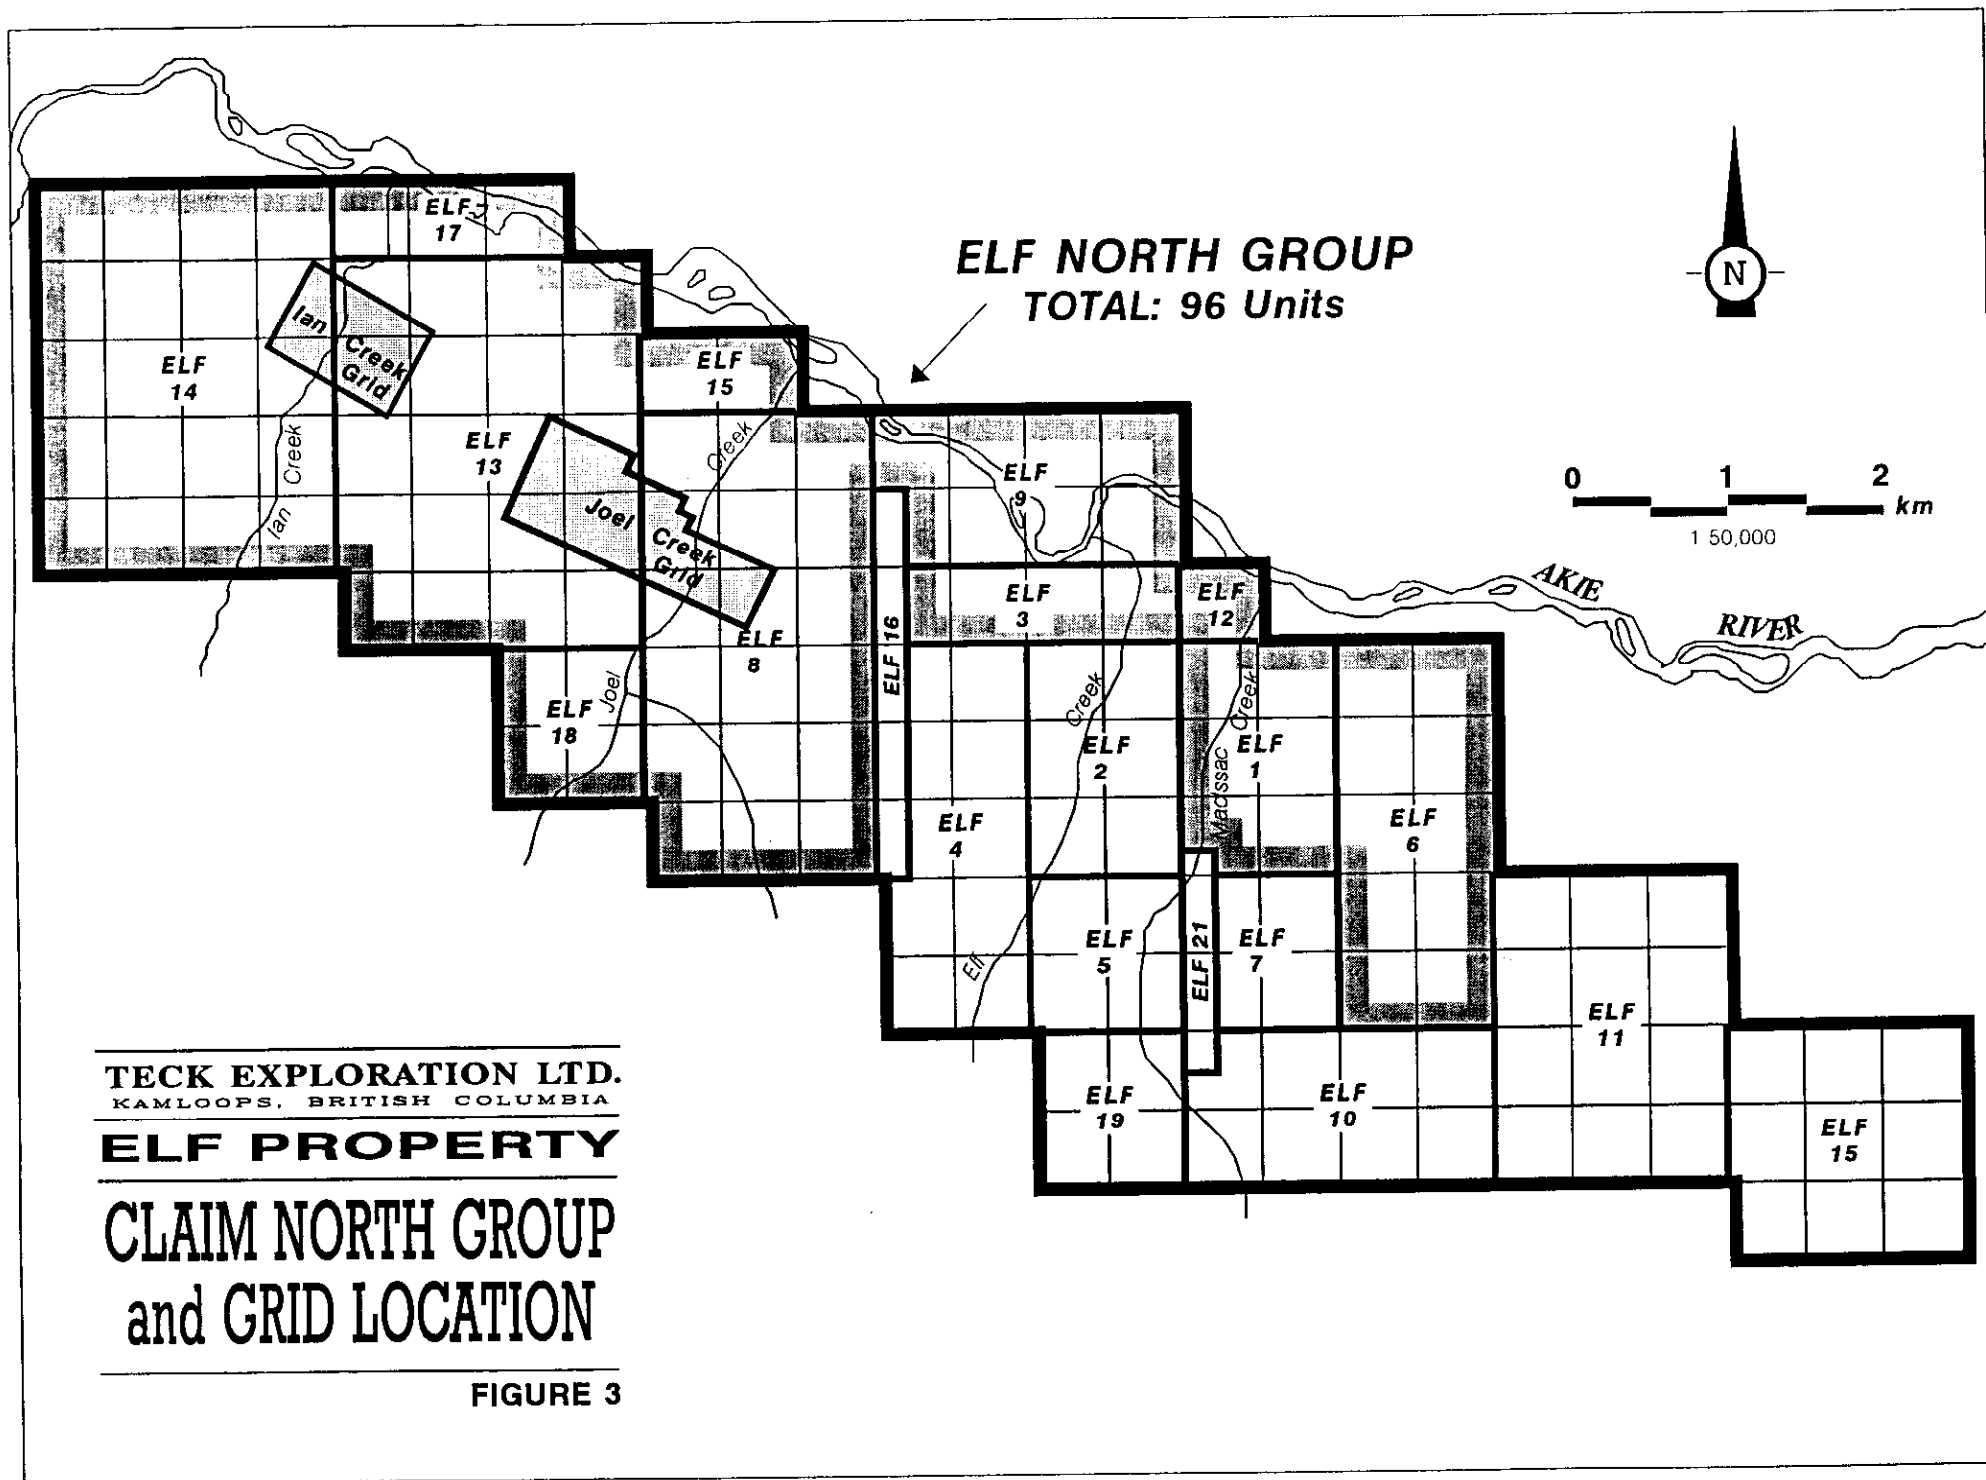 ELF NORTH GROUP
TOTAL: 96 Units
N
0 1 2
km
1 50,000
AKIE
RIVER
ELF
17
ELF
14
Ian
Creek
Grid
ELF
15
ELF
13
Joel
Creek
Grid
Creek
Ian Creek
ELF
9
ELF
3
ELF
12
ELF
8
ELF 16
ELF
18
Joel
Creek
ELF
2
ELF
1
Madssac Creek
ELF
4
ELF
6
ELF
5
Elf
ELF 21
ELF
7
ELF
11
ELF
19
ELF
10
ELF
15
TECK EXPLORATION LTD.
KAMLOOPS, BRITISH COLUMBIA
ELF PROPERTY
CLAIM NORTH GROUP
and GRID LOCATION
FIGURE 3